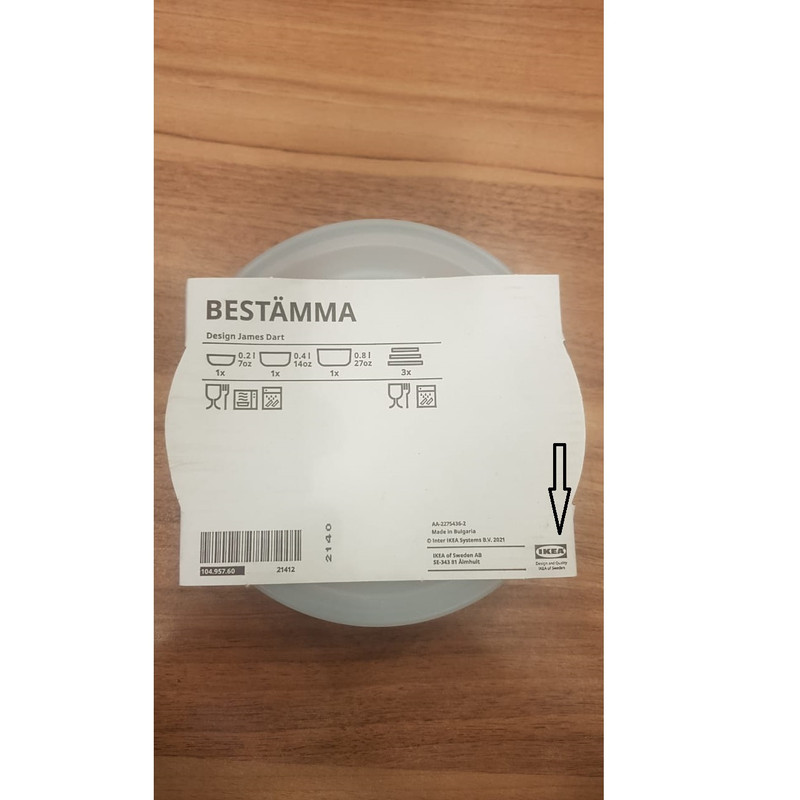 BESTÄMMA
Design James Dart
0.2 l 0.4 l 0.8 l
7oz 14oz 27oz
1x 1x 1x 3x
2140
AA-2275436-2
Made in Bulgaria
© Inter IKEA Systems B.V. 2021
IKEA of Sweden AB
SE-343 81 Älmhult
104.957.60 21412
IKEA
Design and Quality
IKEA of Sweden